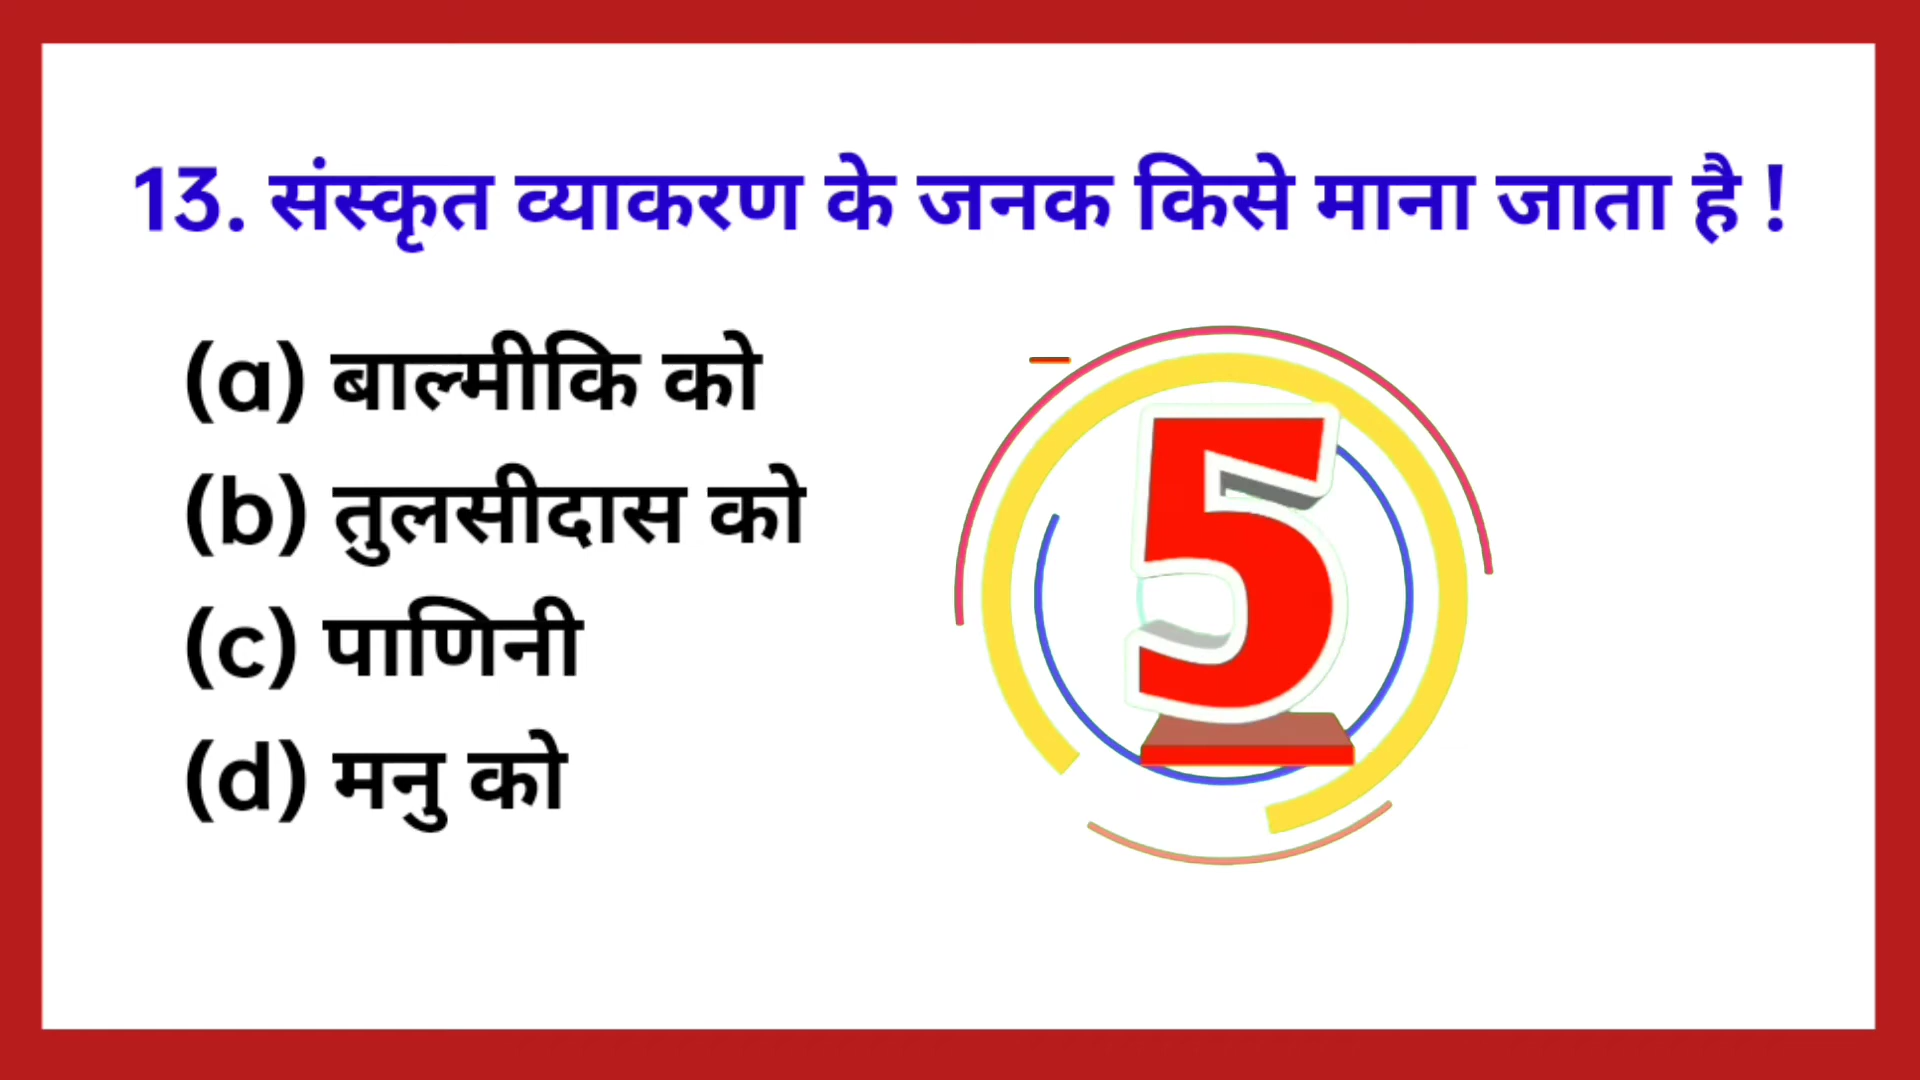 13. संस्कृत व्याकरण के जनक किसे माना जाता है !
(a) बाल्मीकि को
(b) तुलसीदास को
(c) पाणिनी
(d) मनु को
5